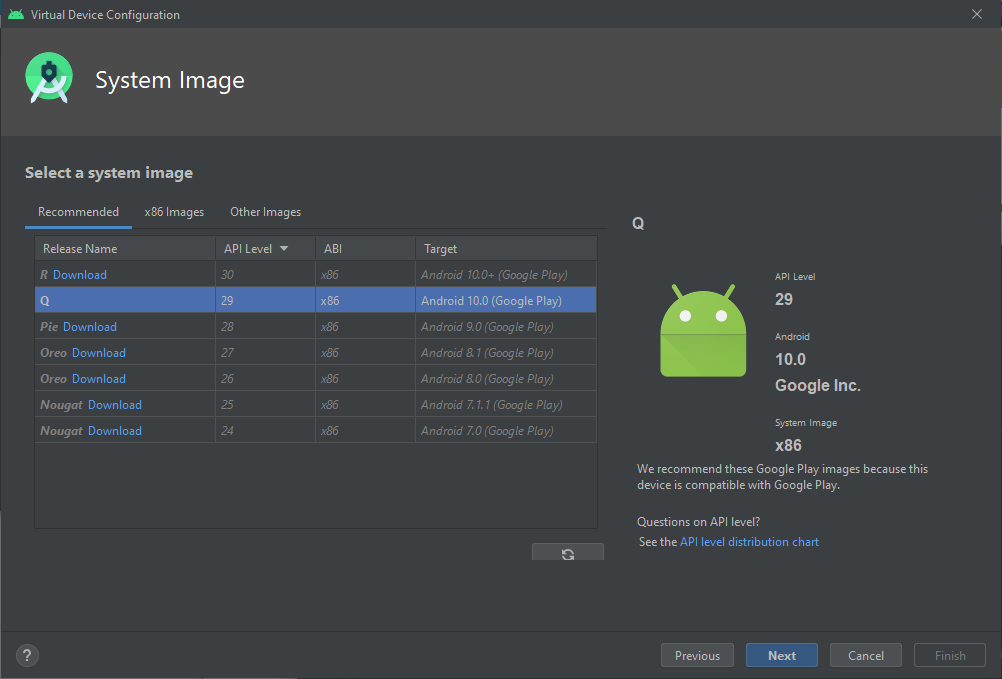 Virtual Device Configuration
System Image
Select a system image
Recommended x86 Images Other Images
Release Name API Level ABI Target
R Download 30 x86 Android 10.0+ (Google Play)
Q 29 x86 Android 10.0 (Google Play)
Pie Download 28 x86 Android 9.0 (Google Play)
Oreo Download 27 x86 Android 8.1 (Google Play)
Oreo Download 26 x86 Android 8.0 (Google Play)
Nougat Download 25 x86 Android 7.1.1 (Google Play)
Nougat Download 24 x86 Android 7.0 (Google Play)
Q
API Level
29
Android
10.0
Google Inc.
System Image
x86
We recommend these Google Play images because this
device is compatible with Google Play.
Questions on API level?
See the API level distribution chart
? Previous Next Cancel Finish